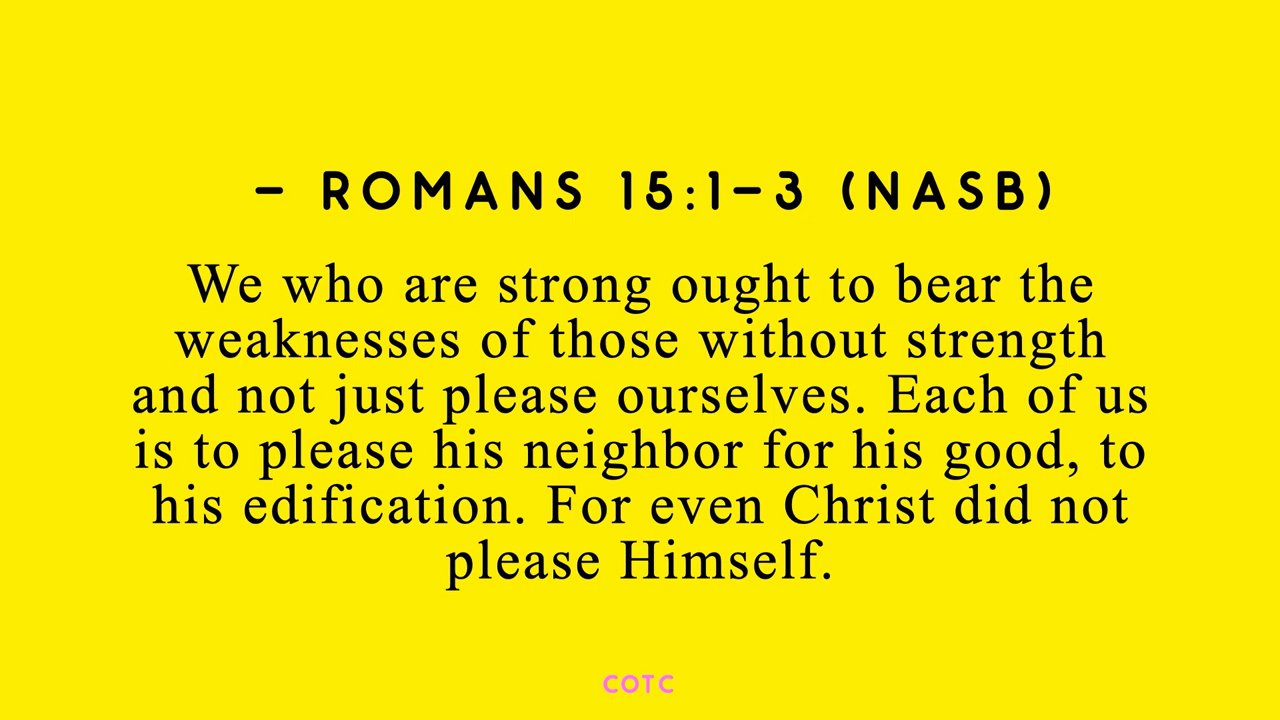 – ROMANS 15:1–3 (NASB)
We who are strong ought to bear the
weaknesses of those without strength
and not just please ourselves. Each of us
is to please his neighbor for his good, to
his edification. For even Christ did not
please Himself.
COTC